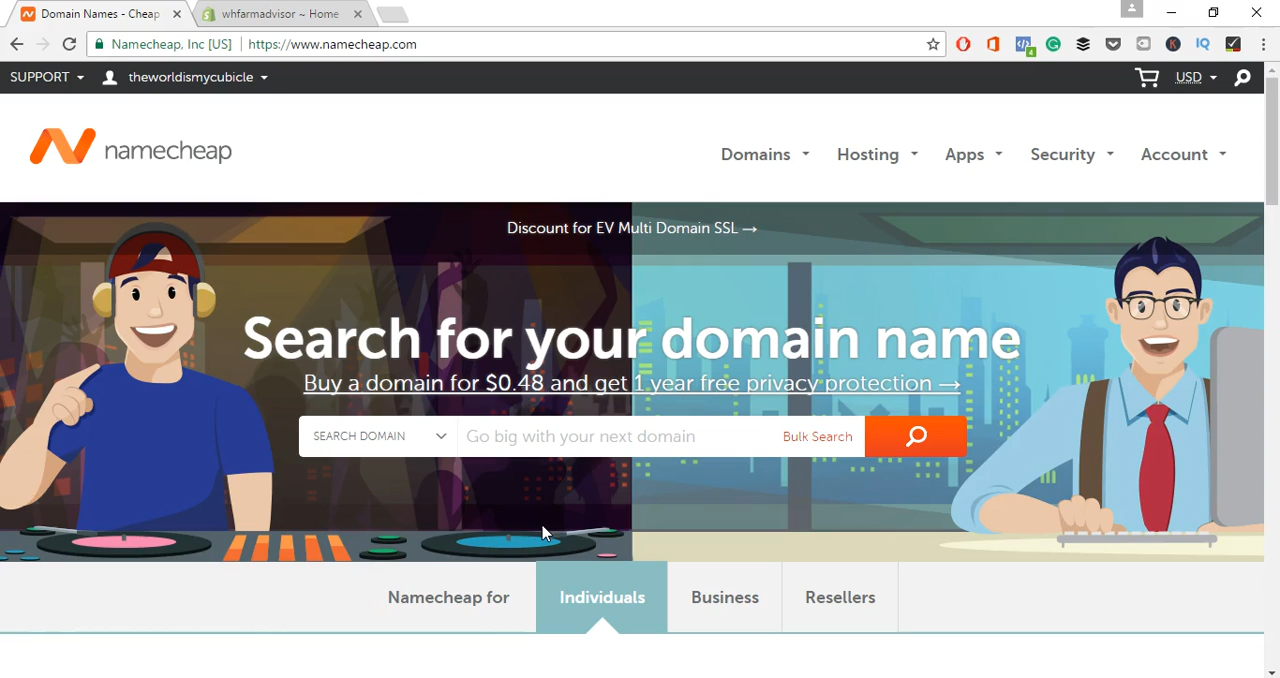 Domain Names - Cheap
whfarmadvisor ~ Home
Namecheap, Inc [US] https://www.namecheap.com
4 K IQ
SUPPORT theworldismycubicle USD
namecheap
Domains Hosting Apps Security Account
Discount for EV Multi Domain SSL →
Search for your domain name
Buy a domain for $0.48 and get 1 year free privacy protection →
SEARCH DOMAIN Go big with your next domain Bulk Search
Namecheap for Individuals Business Resellers